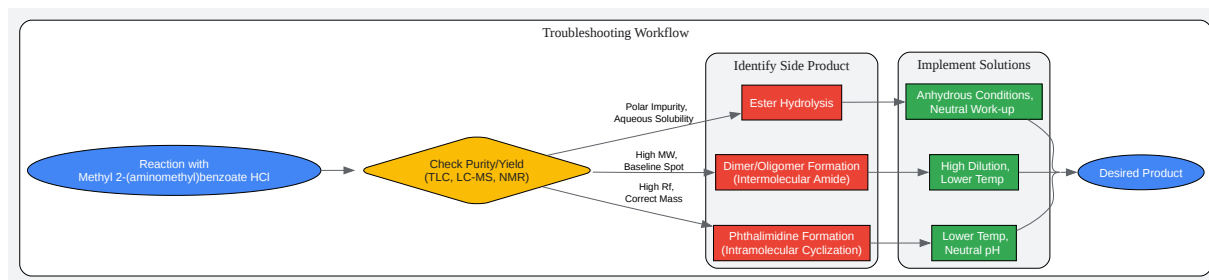 Troubleshooting Workflow
Identify Side Product
Implement Solutions
Reaction with
Methyl 2-(aminomethyl)benzoate HCl
Check Purity/Yield
(TLC, LC-MS, NMR)
Polar Impurity,
Aqueous Solubility
Ester Hydrolysis
Anhydrous Conditions,
Neutral Work-up
High MW,
Baseline Spot
Dimer/Oligomer Formation
(Intermolecular Amide)
High Dilution,
Lower Temp
High Rf,
Correct Mass
Phthalimidine Formation
(Intramolecular Cyclization)
Lower Temp,
Neutral pH
Desired Product